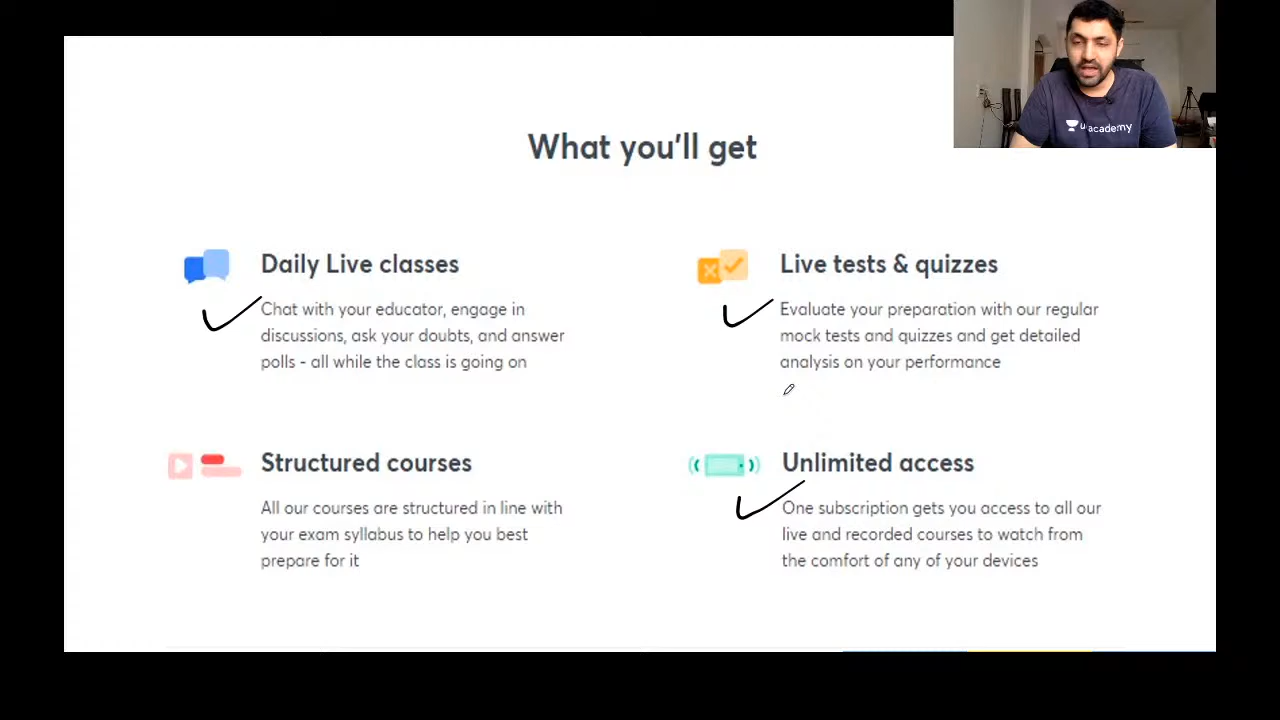 unacademy
What you'll get
Daily Live classes
Chat with your educator, engage in
discussions, ask your doubts, and answer
polls - all while the class is going on
Live tests & quizzes
Evaluate your preparation with our regular
mock tests and quizzes and get detailed
analysis on your performance
Structured courses
All our courses are structured in line with
your exam syllabus to help you best
prepare for it
Unlimited access
One subscription gets you access to all our
live and recorded courses to watch from
the comfort of any of your devices